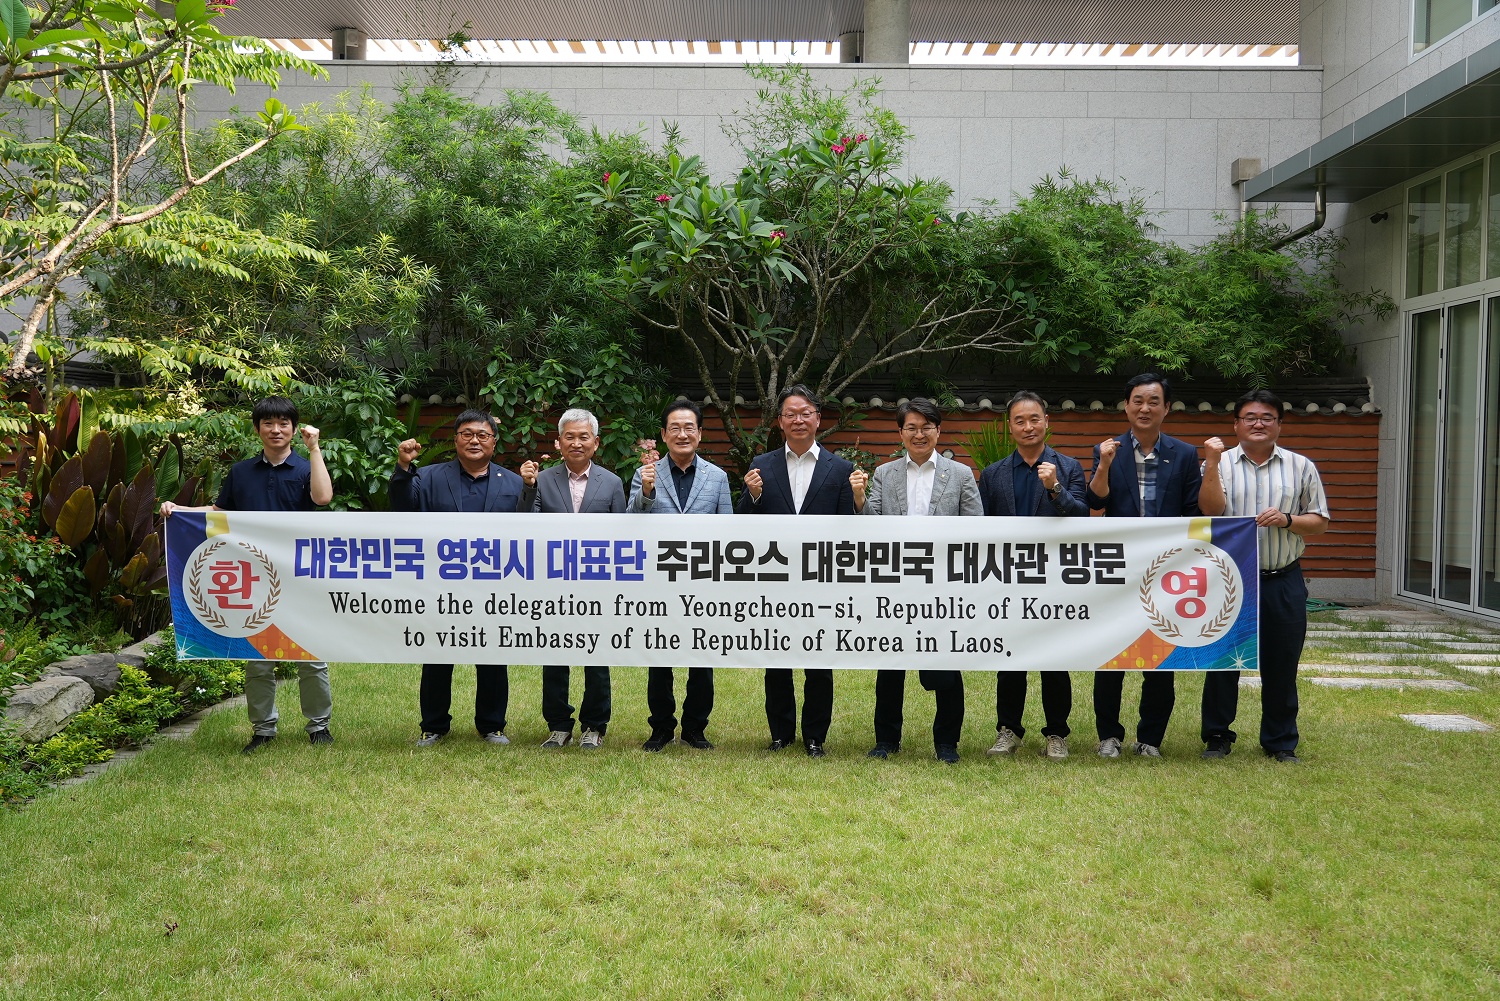 환
대한민국 영천시 대표단 주라오스 대한민국 대사관 방문
Welcome the delegation from Yeongcheon-si, Republic of Korea
to visit Embassy of the Republic of Korea in Laos.
영